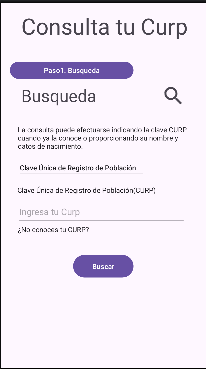 Consulta tu Curp
Paso1. Busqueda
Busqueda
La consulta puede efectuarse indicando la clave CURP
cuando ya la conoce o proporcionando su nombre y
datos de nacimiento.
Clave Única de Registro de Población
Clave Única de Registro de Población(CURP)
Ingresa tu Curp
¿No conoces tu CURP?
Buscar